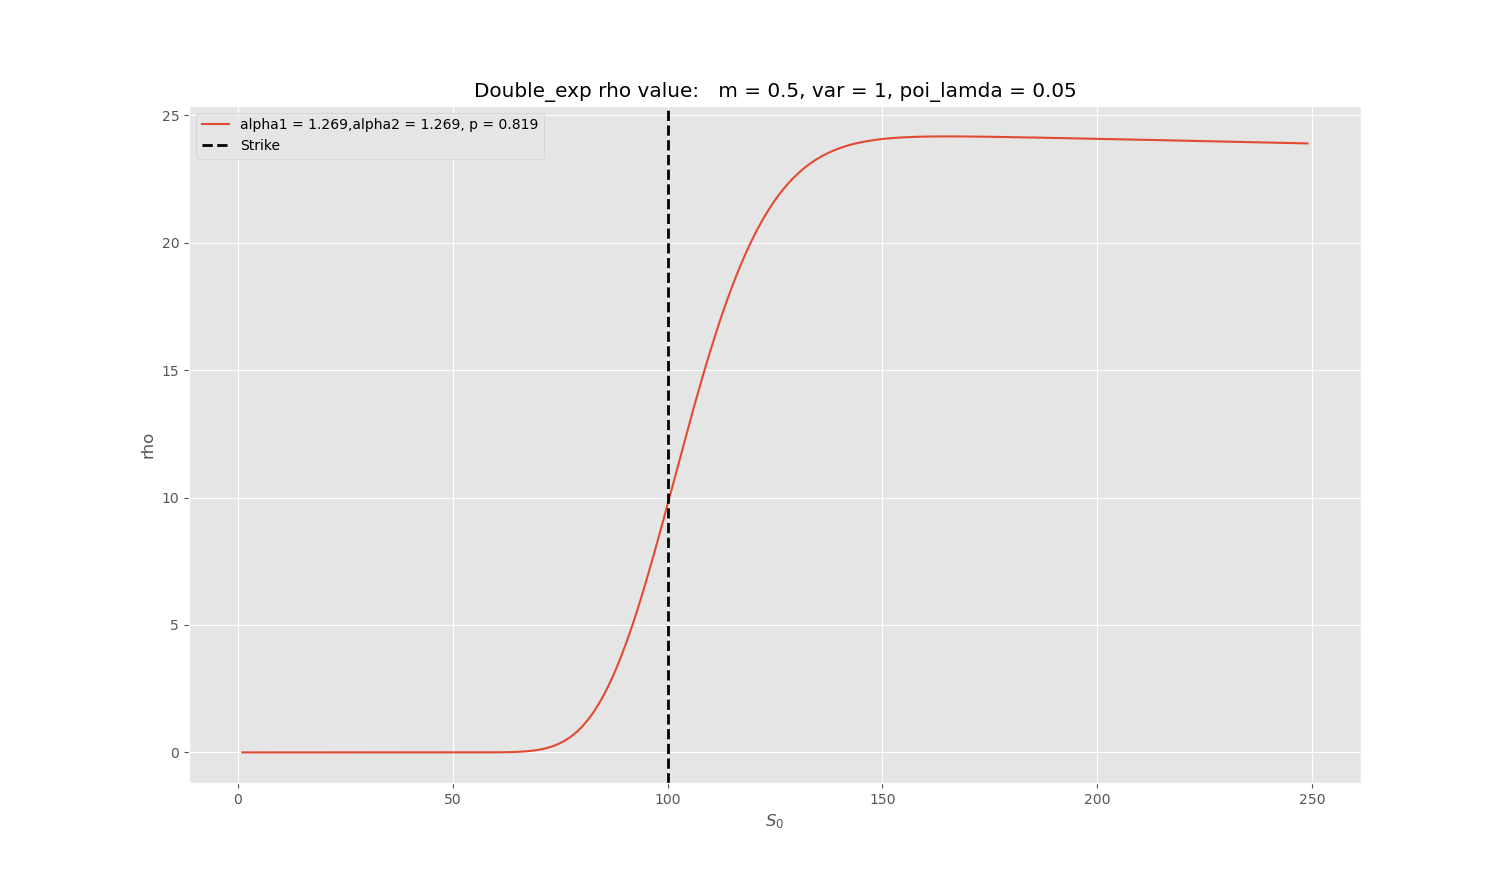 Double_exp rho value:   m = 0.5, var = 1, poi_lamda = 0.05
alpha1 = 1.269,alpha2 = 1.269, p = 0.819
Strike
25
20
15
10
5
0
rho
0 50 100 150 200 250
S₀